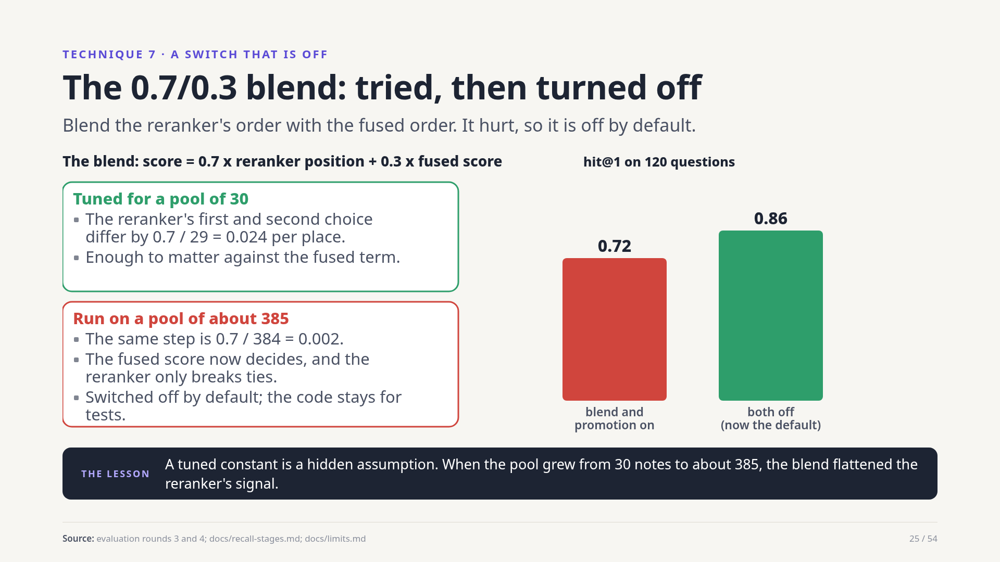 TECHNIQUE 7 · A SWITCH THAT IS OFF
The 0.7/0.3 blend: tried, then turned off
Blend the reranker's order with the fused order. It hurt, so it is off by default.
The blend: score = 0.7 x reranker position + 0.3 x fused score
Tuned for a pool of 30
The reranker's first and second choice
differ by 0.7 / 29 = 0.024 per place.
Enough to matter against the fused term.
Run on a pool of about 385
The same step is 0.7 / 384 = 0.002.
The fused score now decides, and the
reranker only breaks ties.
Switched off by default; the code stays for
tests.
hit@1 on 120 questions
0.72
0.86
blend and
promotion on
both off
(now the default)
THE LESSON
A tuned constant is a hidden assumption. When the pool grew from 30 notes to about 385, the blend flattened the
reranker's signal.
Source: evaluation rounds 3 and 4; docs/recall-stages.md; docs/limits.md
25 / 54